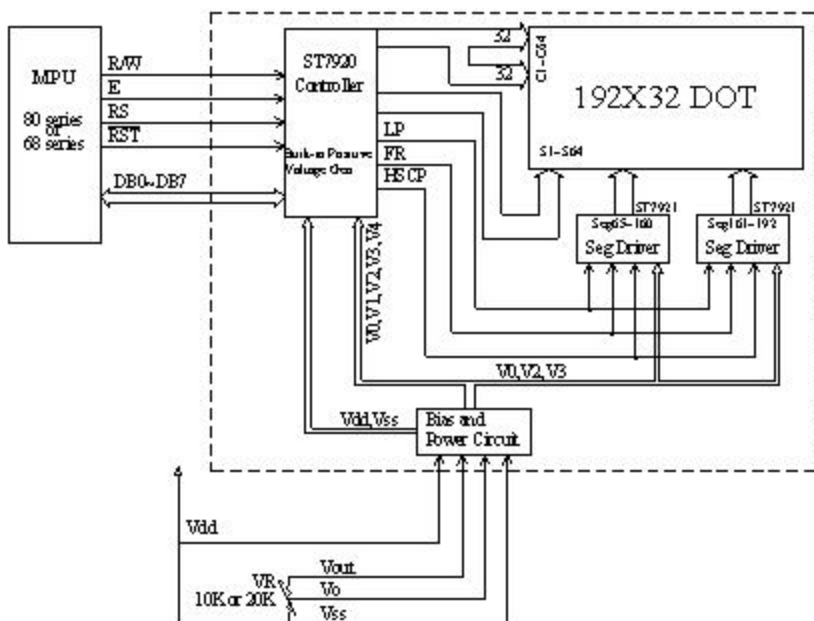 MPU
80 series
or
68 series
R/W
E
RS
RST
DB0~DB7
ST7920
Controller
Built-in Positive
Voltage Gen
32
32
C1-C64
192X32 DOT
S1-S64
LP
FR
HSCP
ST7921
Seg65-160
Seg Driver
ST7921
Seg161-192
Seg Driver
V0,V1,V2,V3,V4
V0,V2,V3
Vdd,Vss
Bias and
Power Circuit
Vdd
Vout
VR
10K or 20K
Vo
Vss